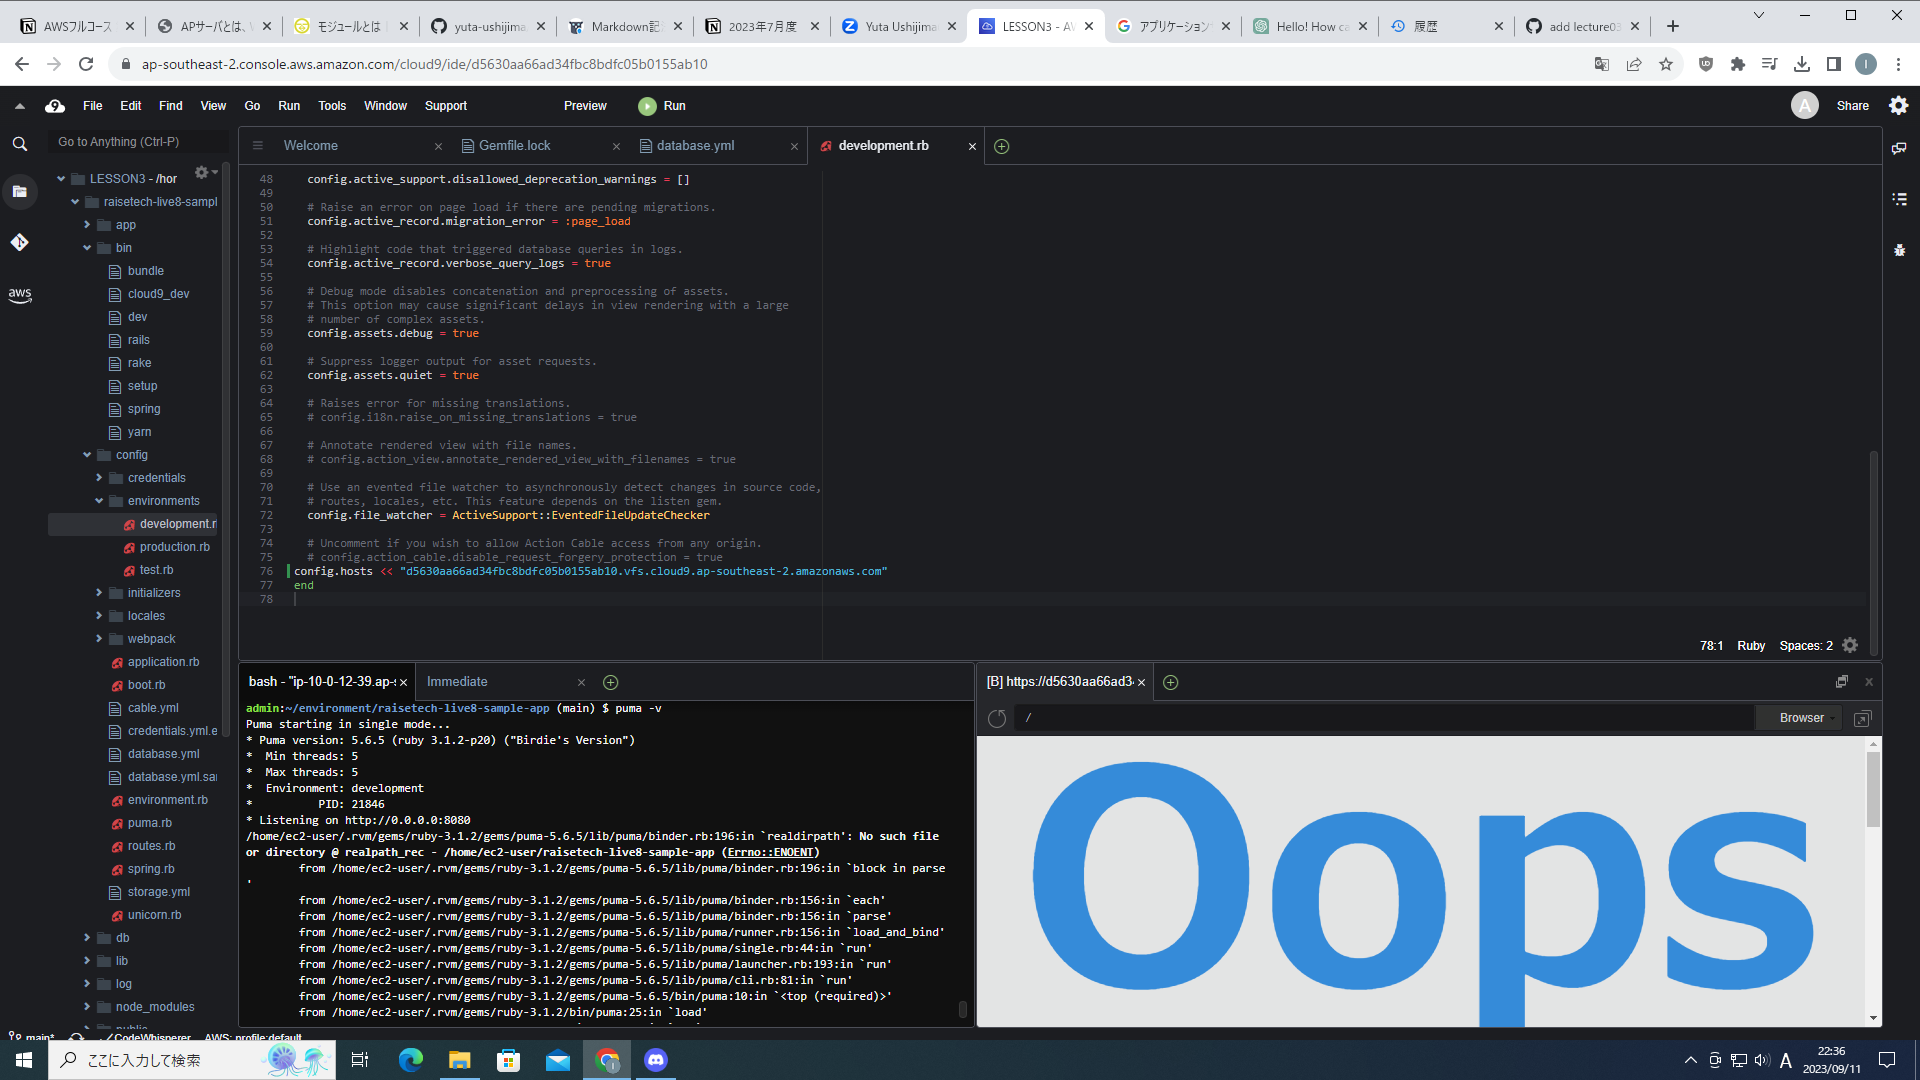 AWSフルコース
APサーバとは、W
モジュールとは
yuta-ushijima
Markdown記
2023年7月度
Yuta Ushijima
LESSON3 - AW
アプリケーション
Hello! How ca
履歴
add lecture03
ap-southeast-2.console.aws.amazon.com/cloud9/ide/d5630aa66ad34fbc8bdfc05b0155ab10
File Edit Find View Go Run Tools Window Support Preview Run
A Share
Go to Anything (Ctrl-P)
Welcome
Gemfile.lock
database.yml
development.rb
LESSON3 - /hor
raisetech-live8-sampl
app
bin
bundle
cloud9_dev
dev
rails
rake
setup
spring
yarn
config
credentials
environments
development.r
production.rb
test.rb
initializers
locales
webpack
application.rb
boot.rb
cable.yml
credentials.yml.e
database.yml
database.yml.sa
environment.rb
puma.rb
routes.rb
spring.rb
storage.yml
unicorn.rb
db
lib
log
node_modules
public
aws
48 config.active_support.disallowed_deprecation_warnings = []
49
50 # Raise an error on page load if there are pending migrations.
51 config.active_record.migration_error = :page_load
52
53 # Highlight code that triggered database queries in logs.
54 config.active_record.verbose_query_logs = true
55
56 # Debug mode disables concatenation and preprocessing of assets.
57 # This option may cause significant delays in view rendering with a large
58 # number of complex assets.
59 config.assets.debug = true
60
61 # Suppress logger output for asset requests.
62 config.assets.quiet = true
63
64 # Raises error for missing translations.
65 # config.i18n.raise_on_missing_translations = true
66
67 # Annotate rendered view with file names.
68 # config.action_view.annotate_rendered_view_with_filenames = true
69
70 # Use an evented file watcher to asynchronously detect changes in source code,
71 # routes, locales, etc. This feature depends on the listen gem.
72 config.file_watcher = ActiveSupport::EventedFileUpdateChecker
73
74 # Uncomment if you wish to allow Action Cable access from any origin.
75 # config.action_cable.disable_request_forgery_protection = true
76 config.hosts << "d5630aa66ad34fbc8bdfc05b0155ab10.vfs.cloud9.ap-southeast-2.amazonaws.com"
77 end
78
78:1 Ruby Spaces: 2
bash - "ip-10-0-12-39.ap-s
Immediate
admin:~/environment/raisetech-live8-sample-app (main) $ puma -v
Puma starting in single mode...
* Puma version: 5.6.5 (ruby 3.1.2-p20) ("Birdie's Version")
* Min threads: 5
* Max threads: 5
* Environment: development
* PID: 21846
* Listening on http://0.0.0.0:8080
/home/ec2-user/.rvm/gems/ruby-3.1.2/gems/puma-5.6.5/lib/puma/binder.rb:196:in `realdirpath': No such file
or directory @ realpath_rec - /home/ec2-user/raisetech-live8-sample-app (Errno::ENOENT)
from /home/ec2-user/.rvm/gems/ruby-3.1.2/gems/puma-5.6.5/lib/puma/binder.rb:196:in `block in parse
'
from /home/ec2-user/.rvm/gems/ruby-3.1.2/gems/puma-5.6.5/lib/puma/binder.rb:156:in `each'
from /home/ec2-user/.rvm/gems/ruby-3.1.2/gems/puma-5.6.5/lib/puma/binder.rb:156:in `parse'
from /home/ec2-user/.rvm/gems/ruby-3.1.2/gems/puma-5.6.5/lib/puma/runner.rb:156:in `load_and_bind'
from /home/ec2-user/.rvm/gems/ruby-3.1.2/gems/puma-5.6.5/lib/puma/single.rb:44:in `run'
from /home/ec2-user/.rvm/gems/ruby-3.1.2/gems/puma-5.6.5/lib/puma/launcher.rb:193:in `run'
from /home/ec2-user/.rvm/gems/ruby-3.1.2/gems/puma-5.6.5/lib/puma/cli.rb:81:in `run'
from /home/ec2-user/.rvm/gems/ruby-3.1.2/gems/puma-5.6.5/bin/puma:10:in `<top (required)>'
from /home/ec2-user/.rvm/gems/ruby-3.1.2/bin/puma:25:in `load'
[B] https://d5630aa66ad3
/
Browser
Oops
main* CodeWhisperer AWS: profile:default
ここに入力して検索
A
22:36
2023/09/11